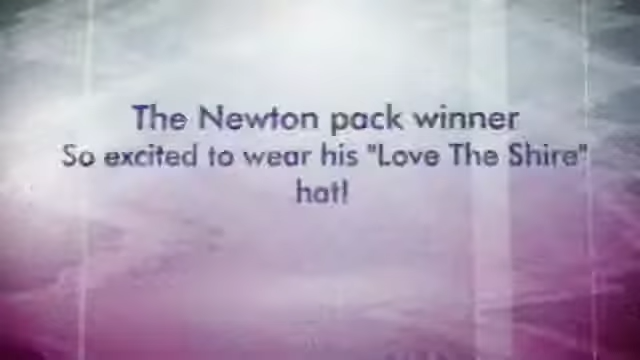 The Newton pack winner
So excited to wear his "Love The Shire"
hat!